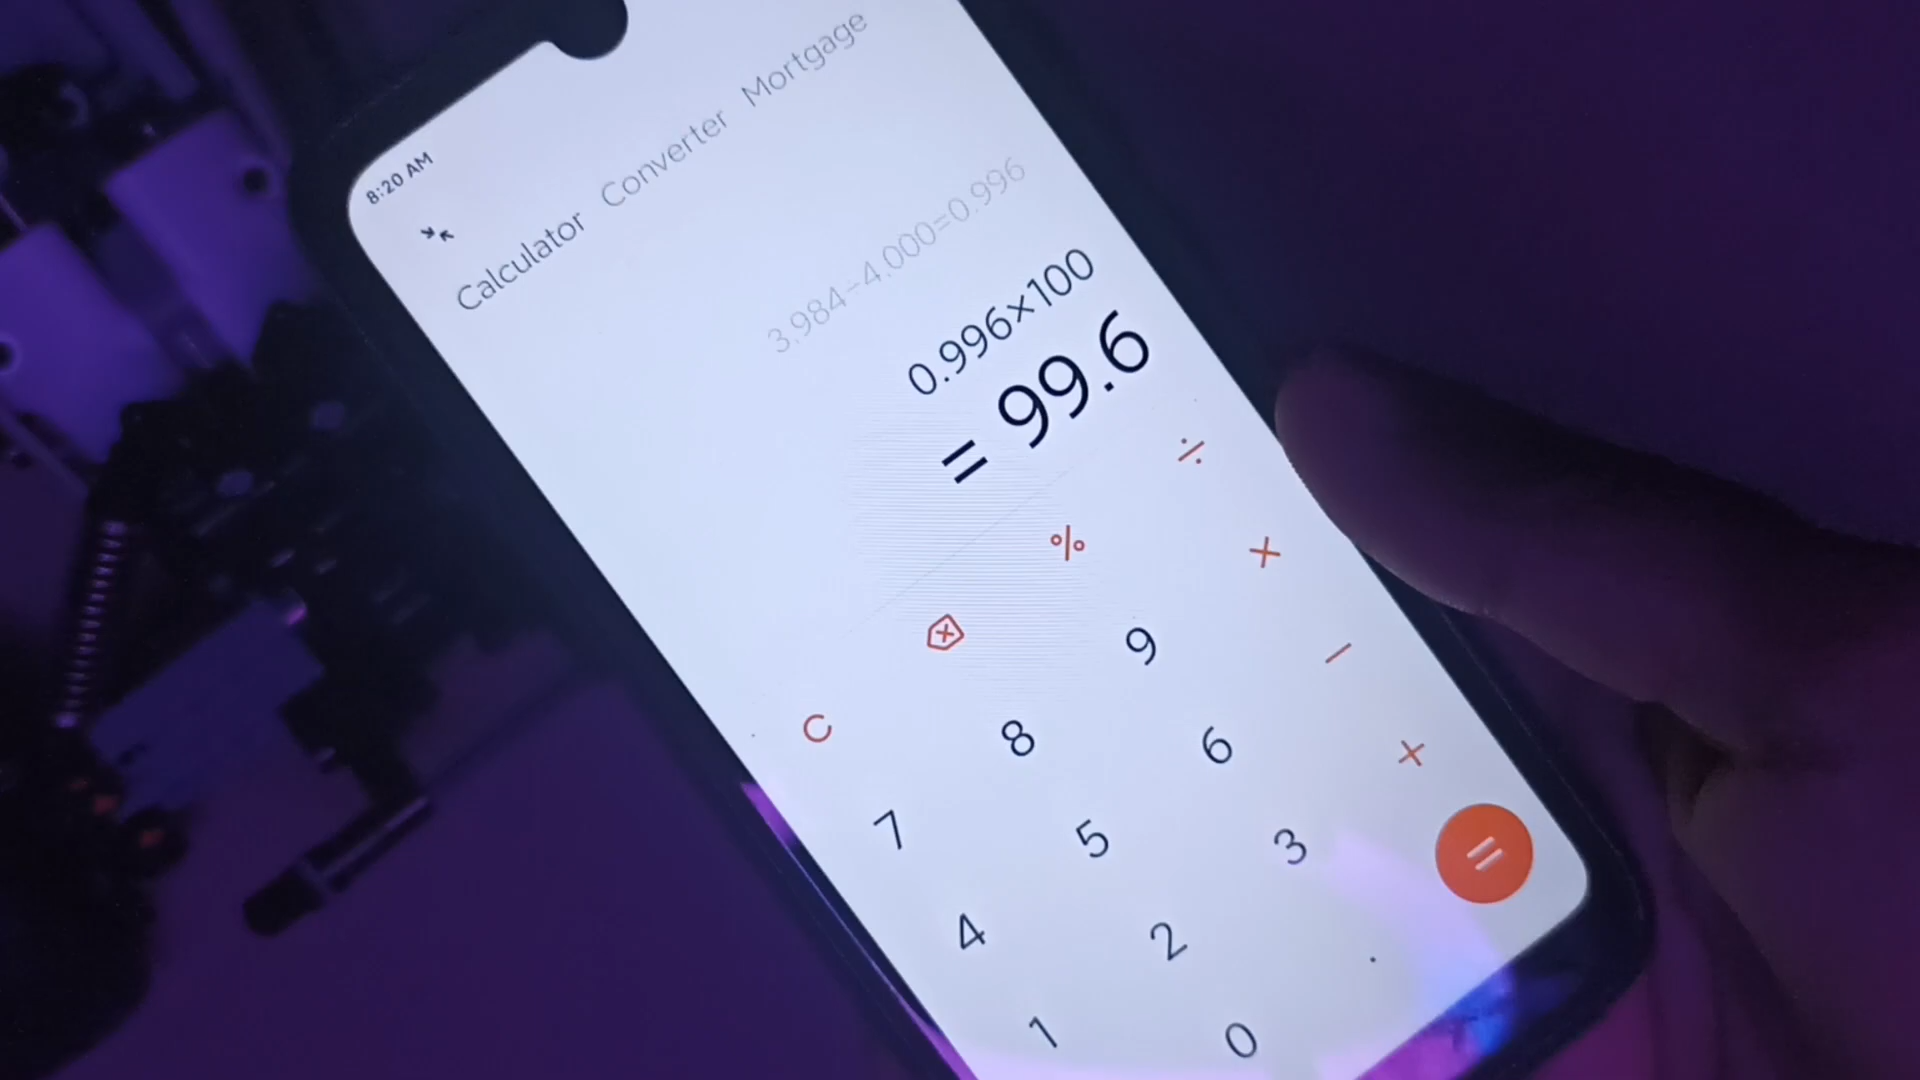 8:20 AM
Calculator Converter Mortgage
3,984÷4,000=0.996
0.996×100
= 99.6
C % ÷
7 8 9 +
4 5 6 −
1 2 3 ×
0 . =